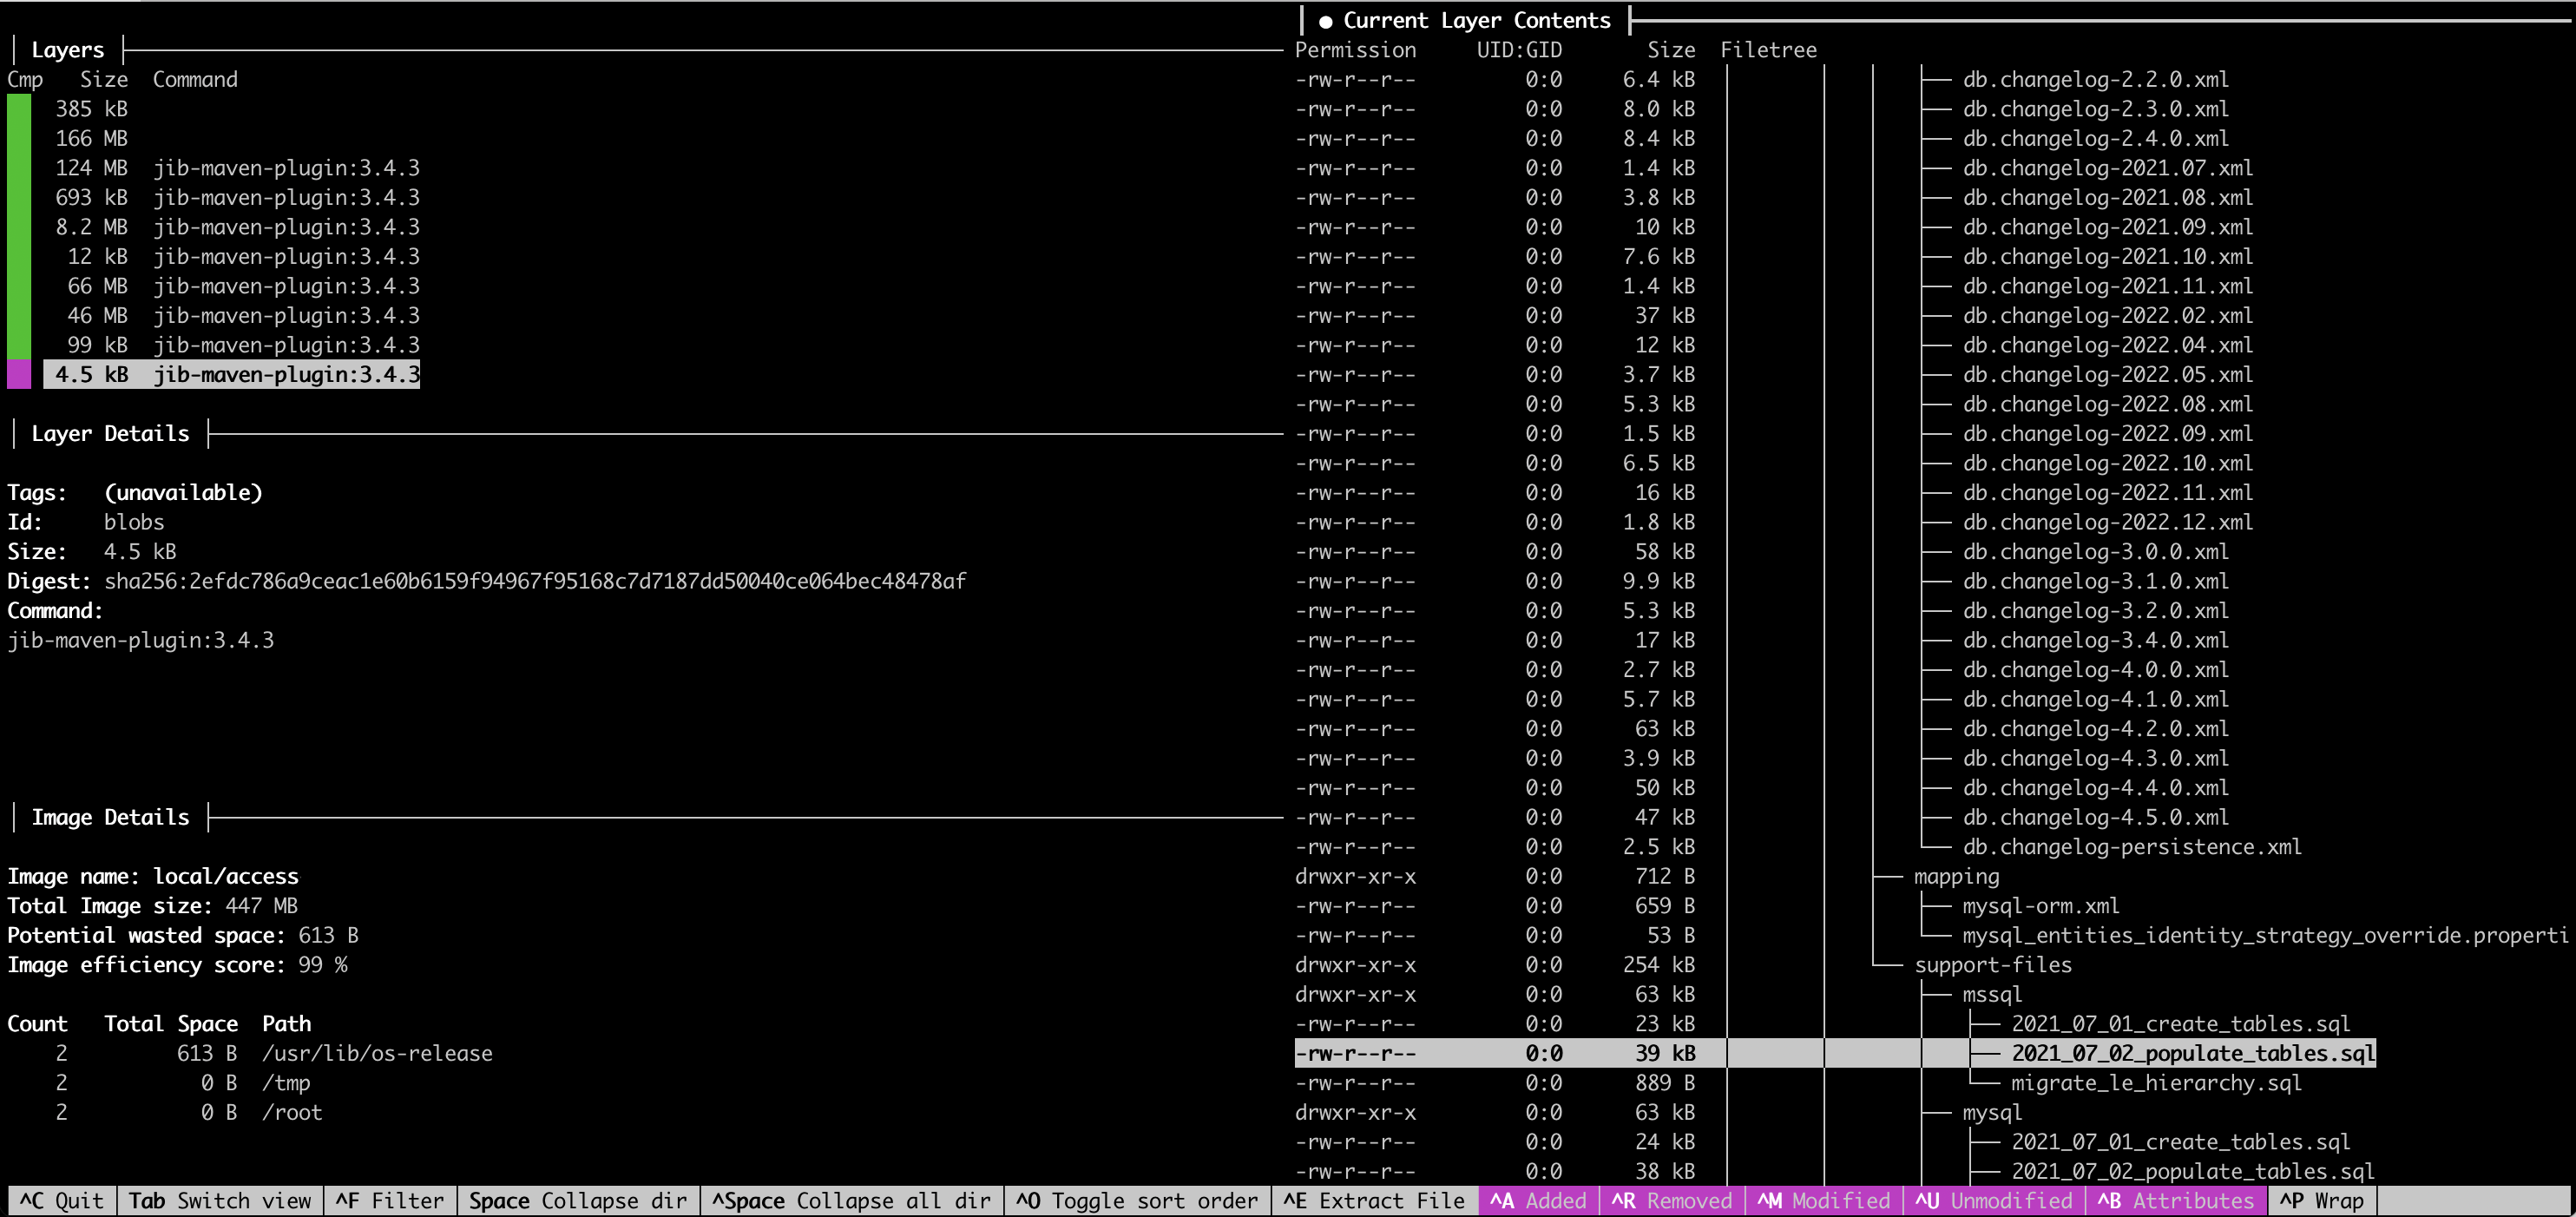 Layers
Cmp Size Command
385 kB
166 MB
124 MB jib-maven-plugin:3.4.3
693 kB jib-maven-plugin:3.4.3
8.2 MB jib-maven-plugin:3.4.3
12 kB jib-maven-plugin:3.4.3
66 MB jib-maven-plugin:3.4.3
46 MB jib-maven-plugin:3.4.3
99 kB jib-maven-plugin:3.4.3
4.5 kB jib-maven-plugin:3.4.3
Layer Details
Tags: (unavailable)
Id: blobs
Size: 4.5 kB
Digest: sha256:2efdc786a9ceac1e60b6159f94967f95168c7d7187dd50040ce064bec48478af
Command:
jib-maven-plugin:3.4.3
Image Details
Image name: local/access
Total Image size: 447 MB
Potential wasted space: 613 B
Image efficiency score: 99 %
Count Total Space Path
2 613 B /usr/lib/os-release
2 0 B /tmp
2 0 B /root
● Current Layer Contents
Permission UID:GID Size Filetree
-rw-r--r-- 0:0 6.4 kB db.changelog-2.2.0.xml
-rw-r--r-- 0:0 8.0 kB db.changelog-2.3.0.xml
-rw-r--r-- 0:0 8.4 kB db.changelog-2.4.0.xml
-rw-r--r-- 0:0 1.4 kB db.changelog-2021.07.xml
-rw-r--r-- 0:0 3.8 kB db.changelog-2021.08.xml
-rw-r--r-- 0:0 10 kB db.changelog-2021.09.xml
-rw-r--r-- 0:0 7.6 kB db.changelog-2021.10.xml
-rw-r--r-- 0:0 1.4 kB db.changelog-2021.11.xml
-rw-r--r-- 0:0 37 kB db.changelog-2022.02.xml
-rw-r--r-- 0:0 12 kB db.changelog-2022.04.xml
-rw-r--r-- 0:0 3.7 kB db.changelog-2022.05.xml
-rw-r--r-- 0:0 5.3 kB db.changelog-2022.08.xml
-rw-r--r-- 0:0 1.5 kB db.changelog-2022.09.xml
-rw-r--r-- 0:0 6.5 kB db.changelog-2022.10.xml
-rw-r--r-- 0:0 16 kB db.changelog-2022.11.xml
-rw-r--r-- 0:0 1.8 kB db.changelog-2022.12.xml
-rw-r--r-- 0:0 58 kB db.changelog-3.0.0.xml
-rw-r--r-- 0:0 9.9 kB db.changelog-3.1.0.xml
-rw-r--r-- 0:0 5.3 kB db.changelog-3.2.0.xml
-rw-r--r-- 0:0 17 kB db.changelog-3.4.0.xml
-rw-r--r-- 0:0 2.7 kB db.changelog-4.0.0.xml
-rw-r--r-- 0:0 5.7 kB db.changelog-4.1.0.xml
-rw-r--r-- 0:0 63 kB db.changelog-4.2.0.xml
-rw-r--r-- 0:0 3.9 kB db.changelog-4.3.0.xml
-rw-r--r-- 0:0 50 kB db.changelog-4.4.0.xml
-rw-r--r-- 0:0 47 kB db.changelog-4.5.0.xml
-rw-r--r-- 0:0 2.5 kB db.changelog-persistence.xml
drwxr-xr-x 0:0 712 B mapping
-rw-r--r-- 0:0 659 B mysql-orm.xml
-rw-r--r-- 0:0 53 B mysql_entities_identity_strategy_override.properti
drwxr-xr-x 0:0 254 kB support-files
drwxr-xr-x 0:0 63 kB mssql
-rw-r--r-- 0:0 23 kB 2021_07_01_create_tables.sql
-rw-r--r-- 0:0 39 kB 2021_07_02_populate_tables.sql
-rw-r--r-- 0:0 889 B migrate_le_hierarchy.sql
drwxr-xr-x 0:0 63 kB mysql
-rw-r--r-- 0:0 24 kB 2021_07_01_create_tables.sql
-rw-r--r-- 0:0 38 kB 2021_07_02_populate_tables.sql
^C Quit Tab Switch view ^F Filter Space Collapse dir ^Space Collapse all dir ^O Toggle sort order ^E Extract File ^A Added ^R Removed ^M Modified ^U Unmodified ^B Attributes ^P Wrap